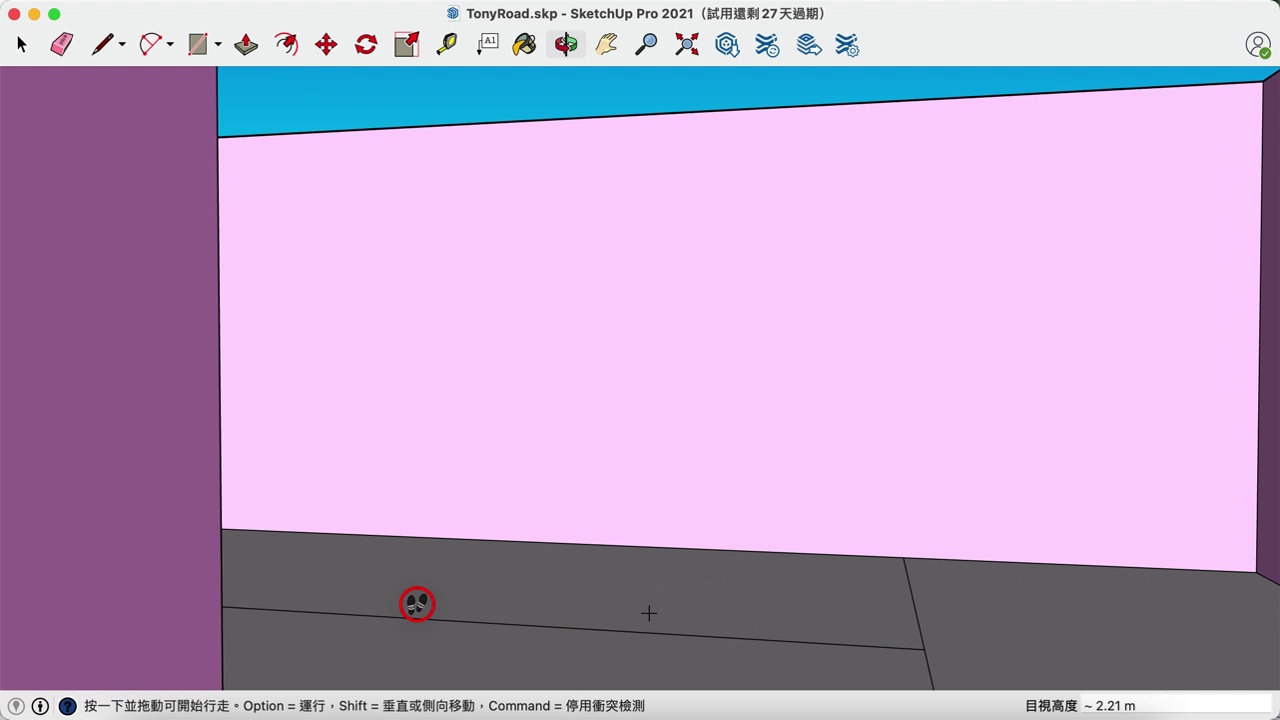 TonyRoad.skp - SketchUp Pro 2021（試用還剩 27 天過期）
A1
?
按一下並拖動可開始行走。Option = 運行，Shift = 垂直或側向移動，Command = 停用衝突檢測
目視高度
~ 2.21 m